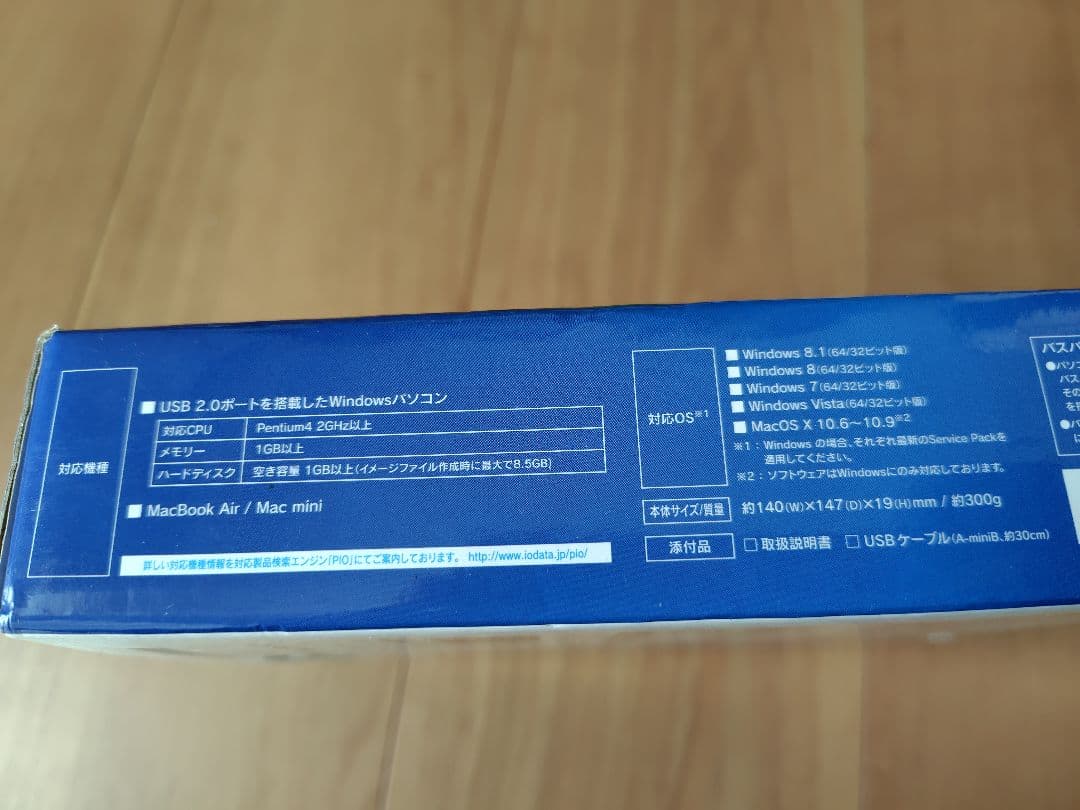 対応機種
■ USB 2.0ポートを搭載したWindowsパソコン
対応CPU Pentium4 2GHz以上
メモリー 1GB以上
ハードディスク 空き容量 1GB以上(イメージファイル作成時に最大で8.5GB)
■ MacBook Air / Mac mini
詳しい対応機種情報を対応製品検索エンジン「PIO」にてご案内しております。 http://www.iodata.jp/pio/
対応OS※1
■ Windows 8.1(64/32ビット版)
■ Windows 8(64/32ビット版)
■ Windows 7(64/32ビット版)
■ Windows Vista(64/32ビット版)
■ MacOS X 10.6〜10.9※2
※1：Windows の場合、それぞれ最新のService Packを
適用してください。
※2：ソフトウェアはWindowsにのみ対応しております。
本体サイズ/質量 約140(W)×147(D)×19(H)mm / 約300g
添付品 □ 取扱説明書 □ USBケーブル(A-miniB、約30cm)
バスパ
●パソコ
バス
その
●パ